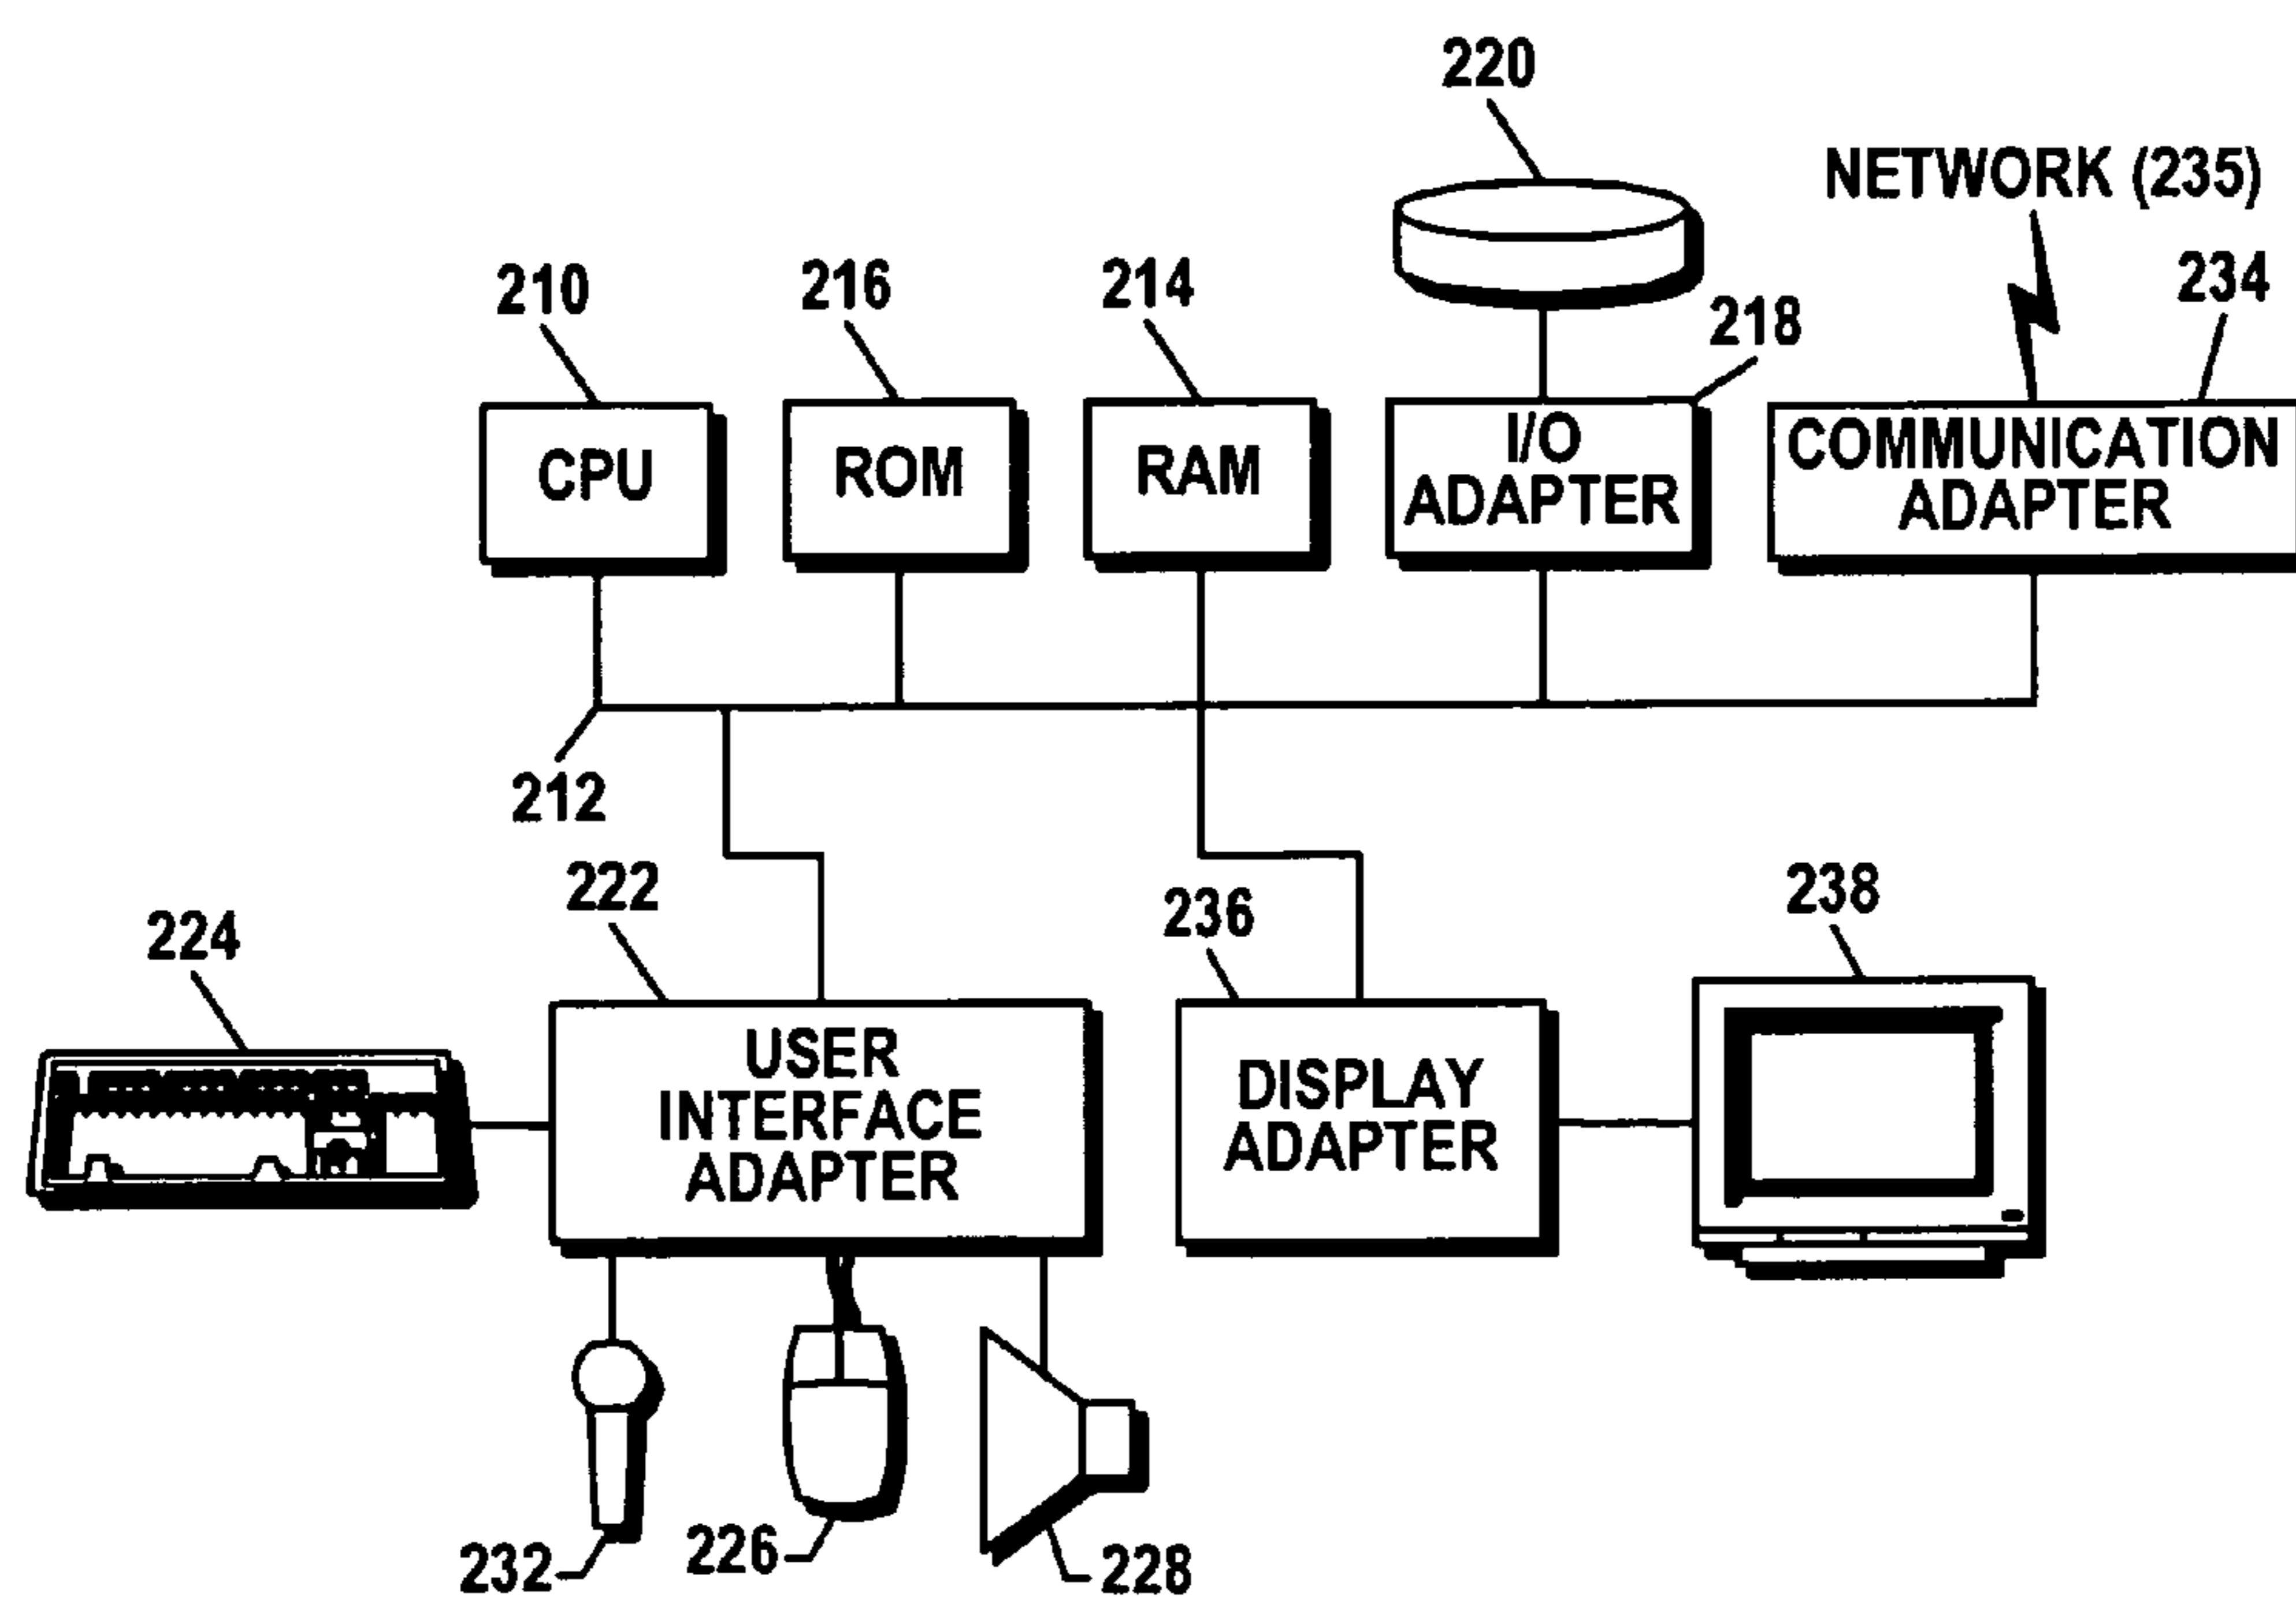 220
NETWORK (235)
234
210
216
214
218
CPU
ROM
RAM
I/O
ADAPTER
COMMUNICATION
ADAPTER
212
222
236
238
224
USER
INTERFACE
ADAPTER
DISPLAY
ADAPTER
232
226
228